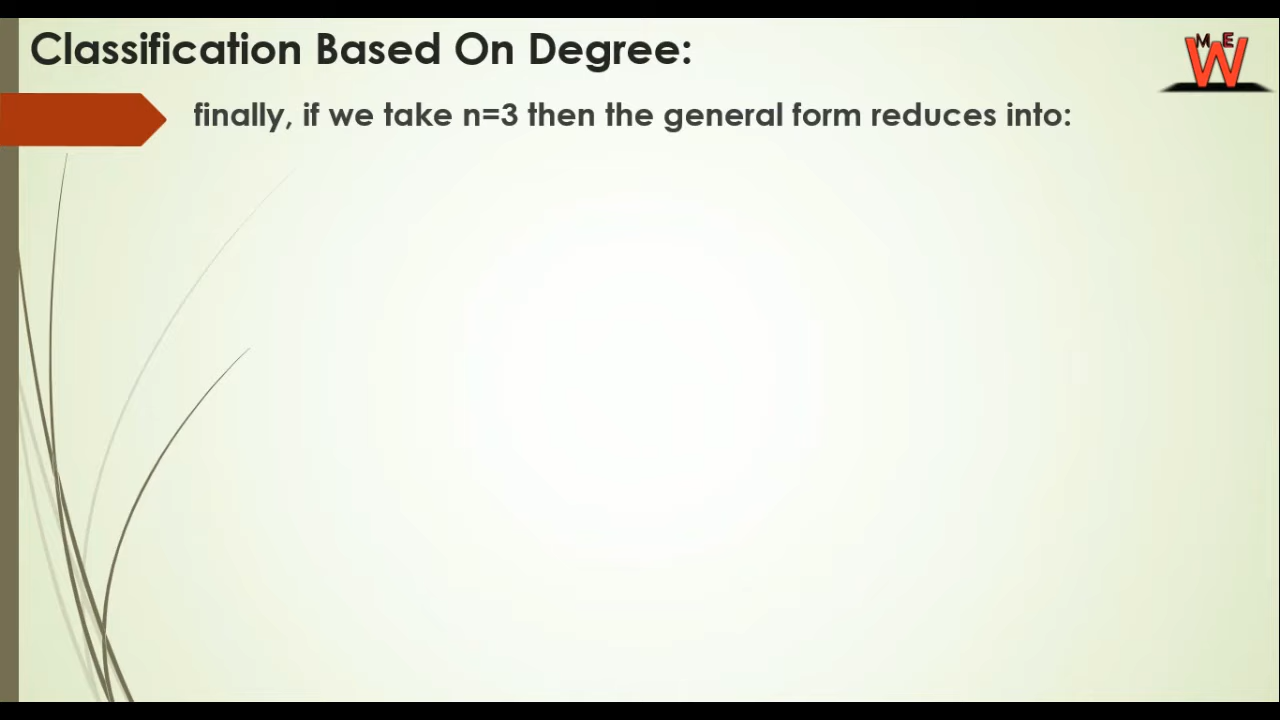 Classification Based On Degree:
M E
W
finally, if we take n=3 then the general form reduces into: